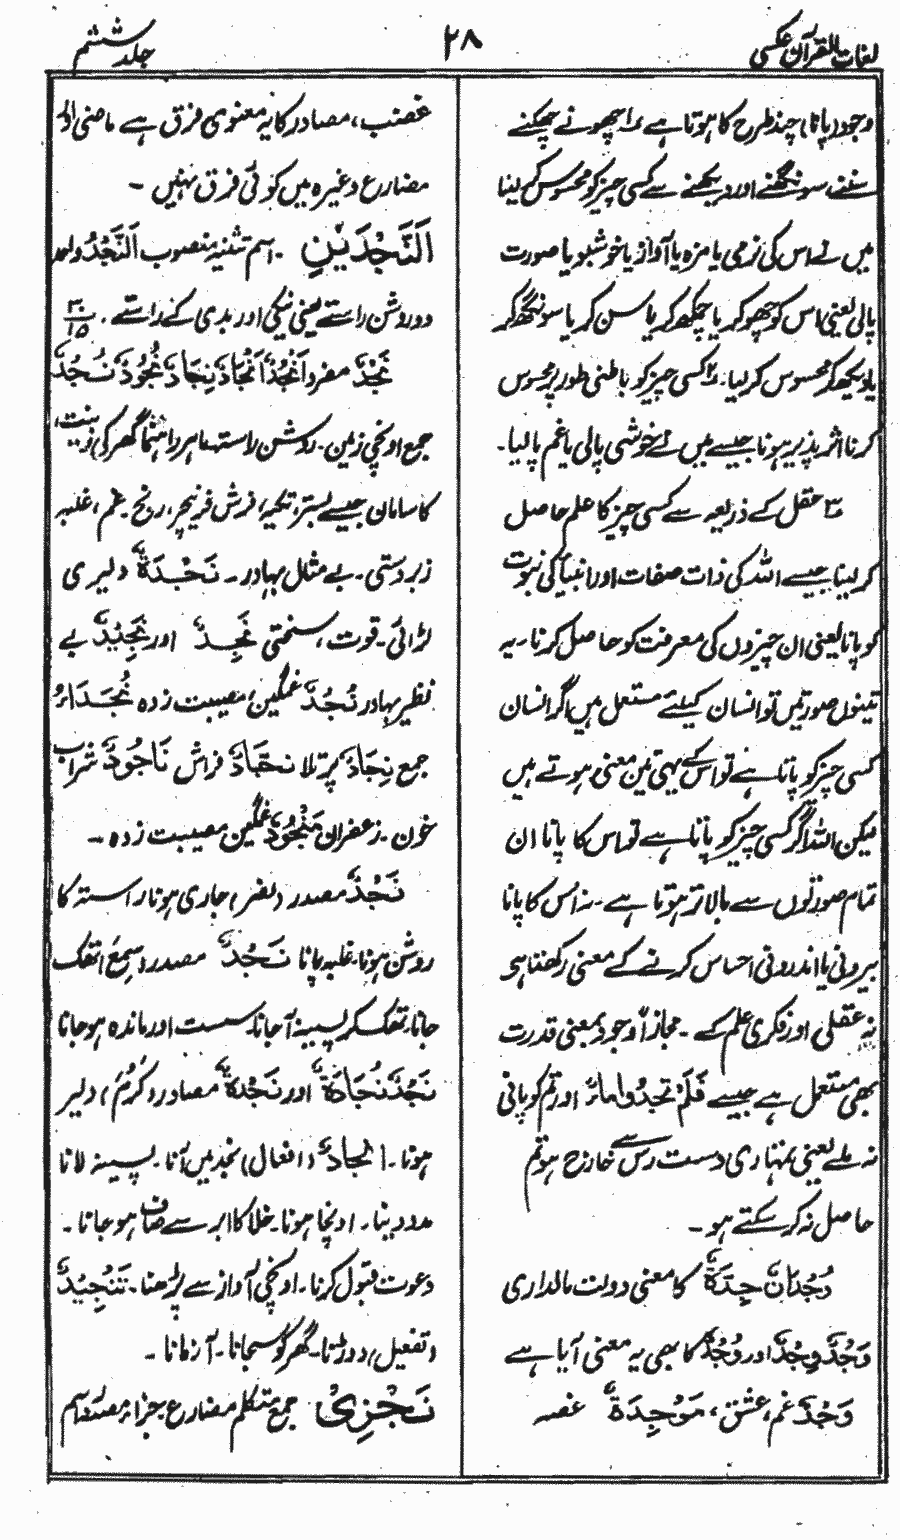 لغات القرآن عکسی
۲۸
جلد ششم
وجود (پانا) چند طرح کا ہوتا ہے ۱ چھونے چکھنے
سننے سونگھنے اور دیکھنے سے کسی چیز کو محسوس کر لینا
میں نے اس کی نرمی یا مزہ یا آواز یا خوشبو یا صورت
پالی یعنی اس کو چھو کر یا چکھ کر یا سن کر یا سونگھ کر
یا دیکھ کر محسوس کر لیا۔ ۲ کسی چیز کو باطنی طور پر محسوس
کرنا اثر پذیر ہونا جیسے میں نے خوشی پالی یا غم پا لیا۔
۳ عقل کے ذریعہ سے کسی چیز کا علم حاصل
کر لینا جیسے اللہ کی ذات صفات اور انبیاء کی نبوت
کو پانا یعنی ان چیزوں کی معرفت کو حاصل کرنا۔ یہ
تینوں صورتیں تو انسان کیلئے مستعمل ہیں اگر انسان
کسی چیز کو پاتا ہے تو اس کے یہی تین معنی ہوتے ہیں
لیکن اللہ اگر کسی چیز کو پاتا ہے تو اس کا پانا ان
تمام صورتوں سے بالاتر ہوتا ہے۔ نہ اس کا پانا
بیرونی یا اندرونی احساس کرنے کے معنی رکھتا ہے
نہ عقلی اور فکری علم کے۔ مجازاً وجود بمعنی قدرت
بھی مستعمل ہے جیسے فَلَمْ تَجِدُوا مَاءً اور تم کو پانی
نہ ملے یعنی تمہاری دست رس سے خارج ہو تم
حاصل نہ کر سکتے ہو۔
وُجْدَانٌ جِدَةٌ کا معنی دولت مالداری
وَجْدٌ وِجْدٌ اور وُجْدٌ کا بھی یہ معنی آیا ہے
وَجْدٌ غم، عشق، مَوْجِدَةٌ غصہ
غضب، مصادر کا یہ معنوی فرق ہے ماضی اور
مضارع وغیرہ میں کوئی فرق نہیں۔
اَلنَّجْدَیْنِ۔ اسم تثنیہ منصوب اَلنَّجْدُ واحد
دو روشن راستے یعنی نیکی اور بدی کے راستے۔ ۳۰/۱۵
نَجْدٌ مفرد اَنْجُدٌ اَنْجَادٌ نِجَادٌ نُجُوْدٌ نُجُدٌ
جمع اونچی زمین۔ روشن راستہ ماہر راہنما گھر کی زینت،
کا سامان جیسے بستر، تکیہ، فرش فرنیچر، رنج۔ غم، غلبہ
زبردستی۔ بے مثال بہادر۔ نَجْدَةٌ دلیری
لڑائی۔ قوت، سختی نَجِدٌ اور نَجِیْدٌ بے
نظیر بہادر نُجُدٌ غمگین، مصیبت زدہ نُجَدَاءُ
جمع نِجَادٌ پرتلا نَجَّادٌ فراش نَاجُوْدٌ شراب
خون۔ زعفران مَنْجُوْدٌ غمگین مصیبت زدہ۔
نَجْدٌ مصدر (نصر) جاری ہونا راستہ کا
روشن ہونا۔ غلبہ پانا نَجَدٌ مصدر (سَمِعَ) تھک
جانا۔ تھک کر پسینہ آ جانا۔ سست اور ماندہ ہو جانا
نَجْدٌ نَجَادَةٌ اور نَجْدَةٌ مصادر (کَرُمَ) دلیر
ہونا۔ اِنجادٌ (افعال) نجد میں آنا۔ پسینہ لانا
مدد دینا۔ اونچا ہونا۔ خلا کا ابر سے صاف ہو جانا۔
دعوت قبول کرنا۔ اونچی آواز سے پڑھنا۔ تَنْجِیْدٌ
(تفعیل) دوڑنا۔ گھر کو سجانا۔ آزمانا۔
نَجْزِیْ۔ جمع متکلم مضارع جزاءٌ مصدر اسم